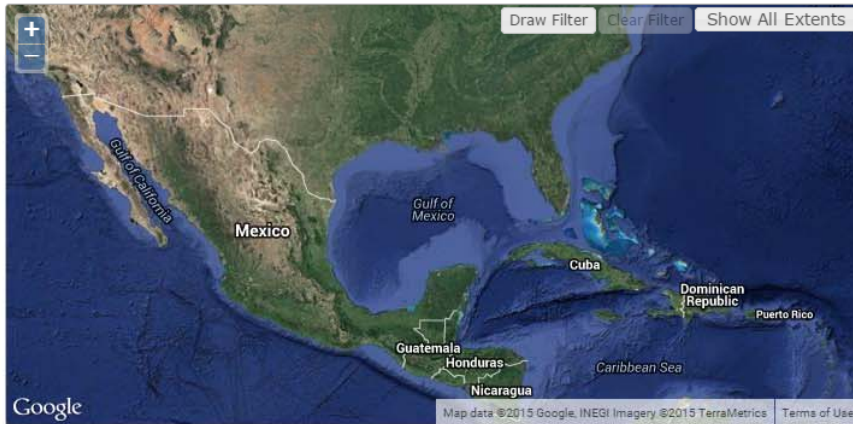 +
−
Draw Filter
Clear Filter
Show All Extents
Gulf of California
Gulf of
Mexico
Mexico
Cuba
Dominican
Republic
Puerto Rico
Guatemala
Honduras
Caribbean Sea
Nicaragua
Google
Map data ©2015 Google, INEGI Imagery ©2015 TerraMetrics
Terms of Use